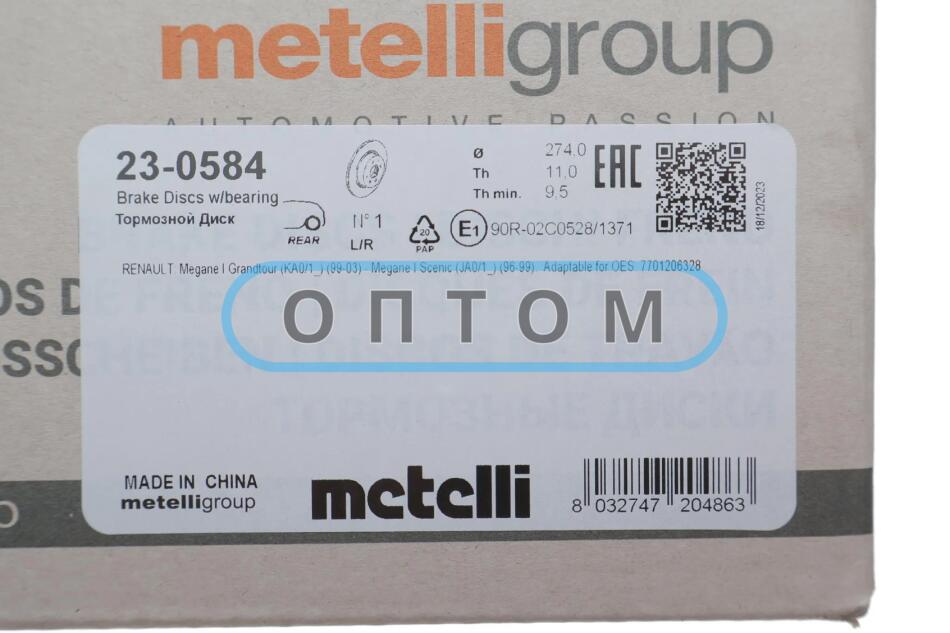 metelligroup
AUTOMOTIVE PASSION
23-0584
Brake Discs w/bearing
Тормозной Диск
REAR
N° 1
L/R
20
PAP
Ø 274,0
Th 11,0
Th min. 9,5
EAC
E1 90R-02C0528/1371
18/12/2023
RENAULT Megane I Grandtour (KA0/1_) (99-03) - Megane I Scenic (JA0/1_) (96-99). Adaptable for OES: 7701206328
ОПТОМ
ТОРМОЗНЫЕ ДИСКИ
MADE IN CHINA
metelligroup
metelli
8 032747 204863